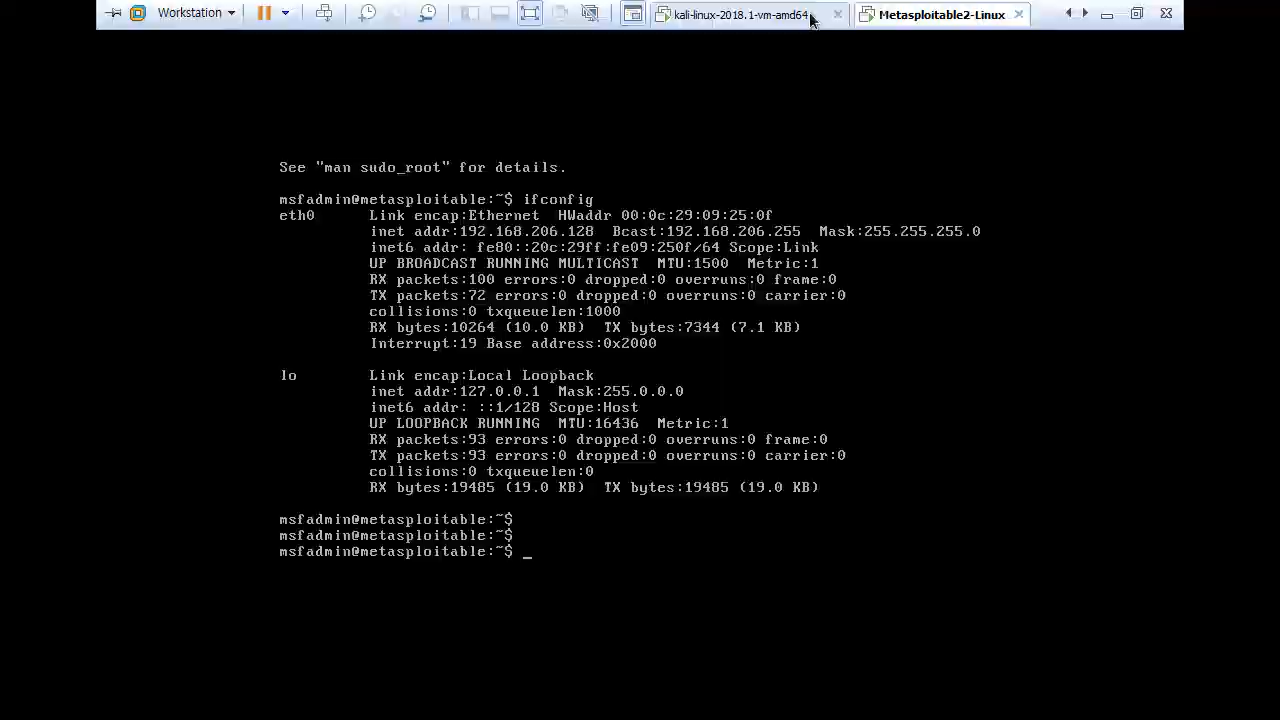 Workstation
kali-linux-2018.1-vm-amd64
Metasploitable2-Linux
See "man sudo_root" for details.
msfadmin@metasploitable:~$ ifconfig
eth0 Link encap:Ethernet HWaddr 00:0c:29:09:25:0f
inet addr:192.168.206.128 Bcast:192.168.206.255 Mask:255.255.255.0
inet6 addr: fe80::20c:29ff:fe09:250f/64 Scope:Link
UP BROADCAST RUNNING MULTICAST MTU:1500 Metric:1
RX packets:100 errors:0 dropped:0 overruns:0 frame:0
TX packets:72 errors:0 dropped:0 overruns:0 carrier:0
collisions:0 txqueuelen:1000
RX bytes:10264 (10.0 KB) TX bytes:7344 (7.1 KB)
Interrupt:19 Base address:0x2000
lo Link encap:Local Loopback
inet addr:127.0.0.1 Mask:255.0.0.0
inet6 addr: ::1/128 Scope:Host
UP LOOPBACK RUNNING MTU:16436 Metric:1
RX packets:93 errors:0 dropped:0 overruns:0 frame:0
TX packets:93 errors:0 dropped:0 overruns:0 carrier:0
collisions:0 txqueuelen:0
RX bytes:19485 (19.0 KB) TX bytes:19485 (19.0 KB)
msfadmin@metasploitable:~$
msfadmin@metasploitable:~$
msfadmin@metasploitable:~$ _